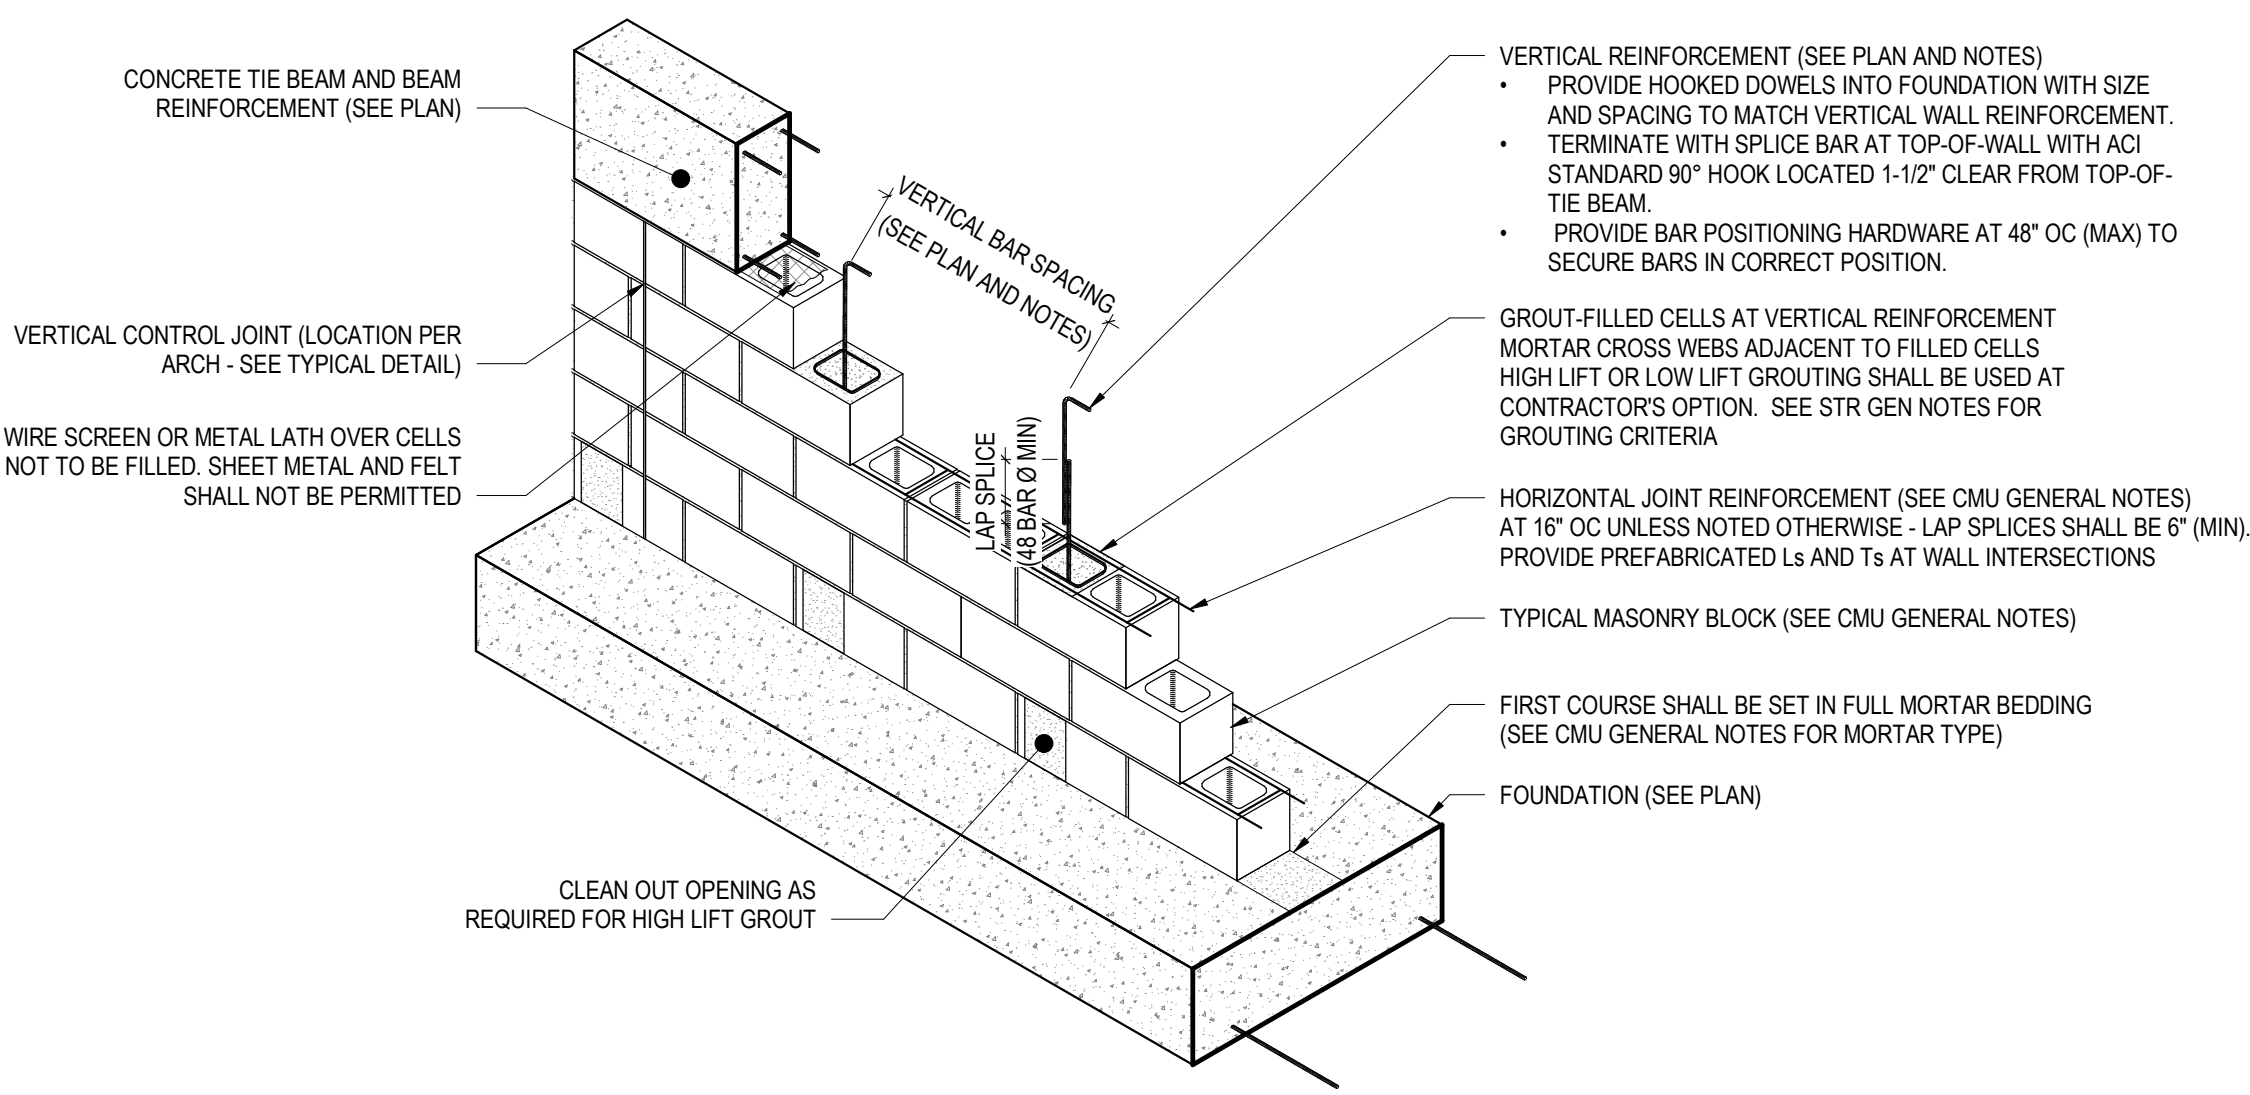 CONCRETE TIE BEAM AND BEAM
REINFORCEMENT (SEE PLAN)
VERTICAL CONTROL JOINT (LOCATION PER
ARCH - SEE TYPICAL DETAIL)
WIRE SCREEN OR METAL LATH OVER CELLS
NOT TO BE FILLED. SHEET METAL AND FELT
SHALL NOT BE PERMITTED
CLEAN OUT OPENING AS
REQUIRED FOR HIGH LIFT GROUT
VERTICAL BAR SPACING
(SEE PLAN AND NOTES)
LAP SPLICE
(48 BAR Ø MIN)
VERTICAL REINFORCEMENT (SEE PLAN AND NOTES)
• PROVIDE HOOKED DOWELS INTO FOUNDATION WITH SIZE
AND SPACING TO MATCH VERTICAL WALL REINFORCEMENT.
• TERMINATE WITH SPLICE BAR AT TOP-OF-WALL WITH ACI
STANDARD 90° HOOK LOCATED 1-1/2" CLEAR FROM TOP-OF-
TIE BEAM.
• PROVIDE BAR POSITIONING HARDWARE AT 48" OC (MAX) TO
SECURE BARS IN CORRECT POSITION.
GROUT-FILLED CELLS AT VERTICAL REINFORCEMENT
MORTAR CROSS WEBS ADJACENT TO FILLED CELLS
HIGH LIFT OR LOW LIFT GROUTING SHALL BE USED AT
CONTRACTOR'S OPTION. SEE STR GEN NOTES FOR
GROUTING CRITERIA
HORIZONTAL JOINT REINFORCEMENT (SEE CMU GENERAL NOTES)
AT 16" OC UNLESS NOTED OTHERWISE - LAP SPLICES SHALL BE 6" (MIN).
PROVIDE PREFABRICATED Ls AND Ts AT WALL INTERSECTIONS
TYPICAL MASONRY BLOCK (SEE CMU GENERAL NOTES)
FIRST COURSE SHALL BE SET IN FULL MORTAR BEDDING
(SEE CMU GENERAL NOTES FOR MORTAR TYPE)
FOUNDATION (SEE PLAN)